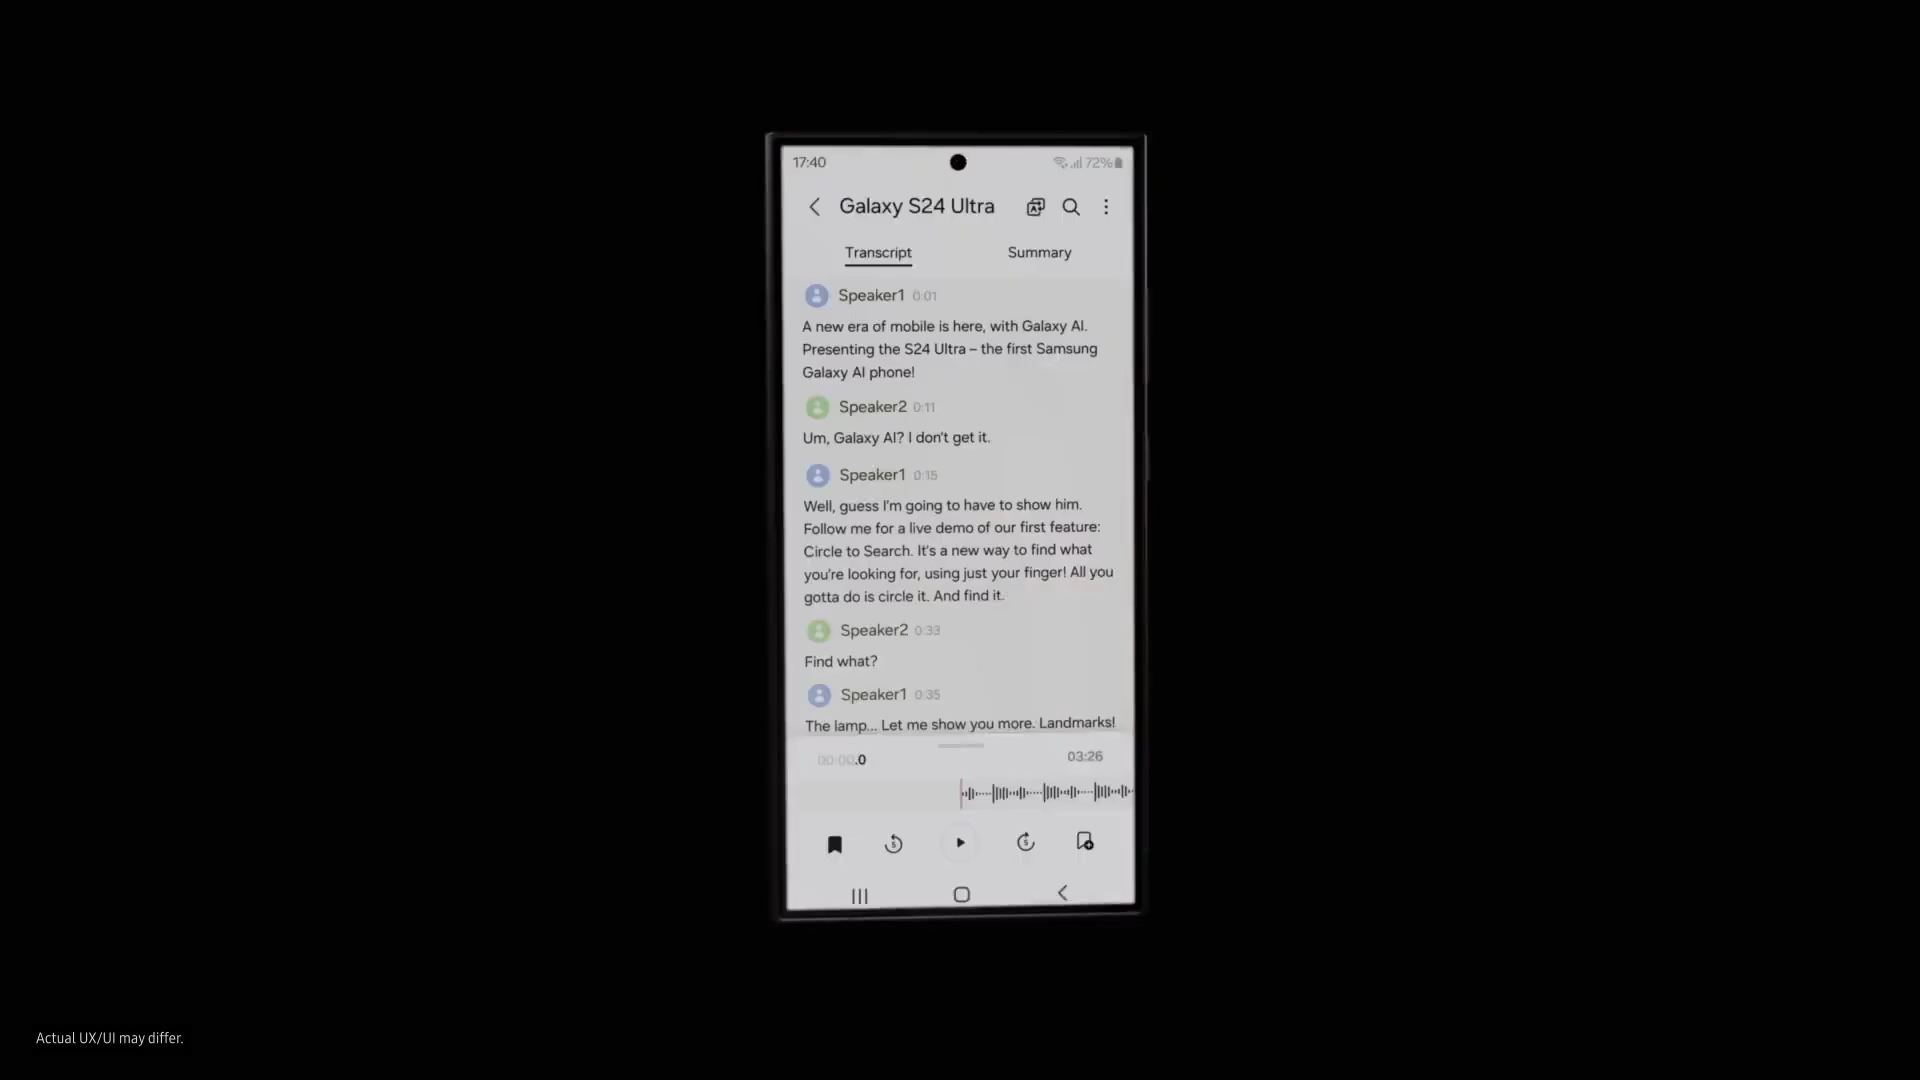 17:40
72%
Galaxy S24 Ultra
Transcript Summary
Speaker1 0:01
A new era of mobile is here, with Galaxy AI.
Presenting the S24 Ultra – the first Samsung
Galaxy AI phone!
Speaker2 0:11
Um, Galaxy AI? I don't get it.
Speaker1 0:15
Well, guess I'm going to have to show him.
Follow me for a live demo of our first feature:
Circle to Search. It's a new way to find what
you're looking for, using just your finger! All you
gotta do is circle it. And find it.
Speaker2 0:33
Find what?
Speaker1 0:35
The lamp... Let me show you more. Landmarks!
00:00.0 03:26
5 5
Actual UX/UI may differ.